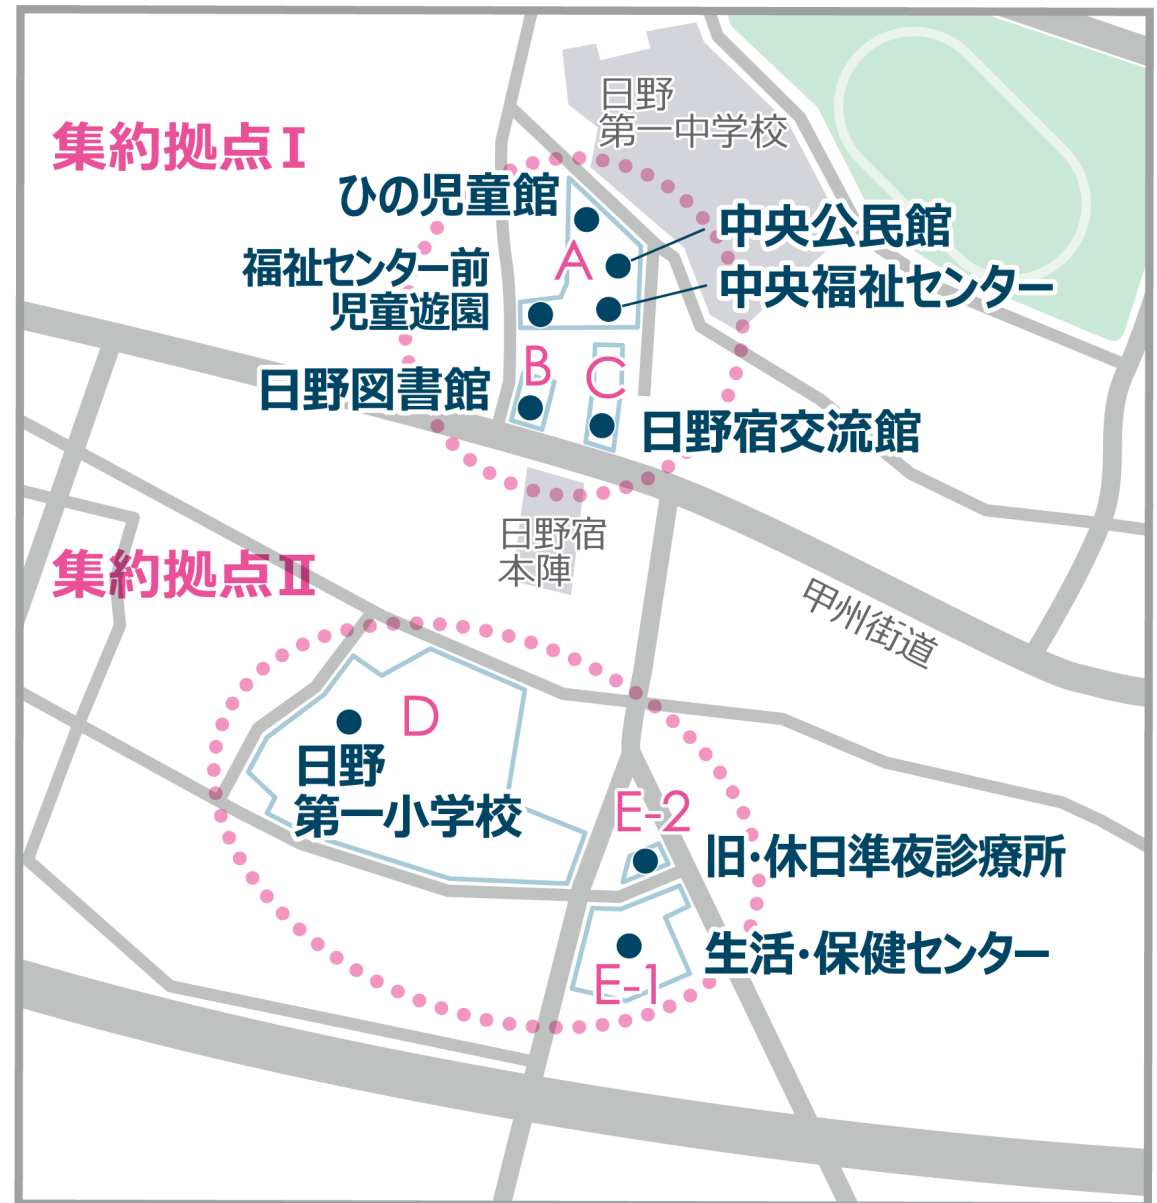 日野
第一中学校
集約拠点Ⅰ
ひの児童館
中央公民館
A
福祉センター前
児童遊園
中央福祉センター
B
C
日野図書館
日野宿交流館
日野宿
本陣
集約拠点Ⅱ
甲州街道
D
日野
第一小学校
E-2
旧・休日準夜診療所
生活・保健センター
E-1